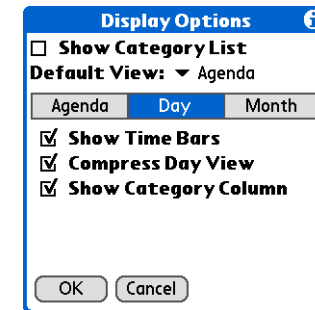 Display Options
Show Category List
Default View: Agenda
Agenda Day Month
Show Time Bars
Compress Day View
Show Category Column
OK Cancel